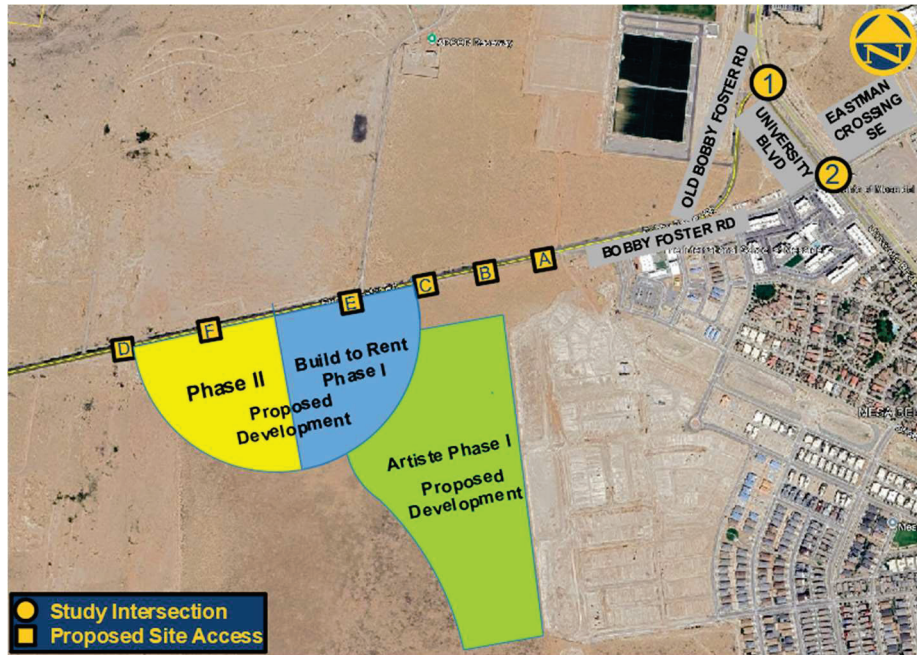 N
1
2
OLD BOBBY FOSTER RD
UNIVERSITY
BLVD
EASTMAN
CROSSING
SE
BOBBY FOSTER RD
A
B
C
E
F
D
Phase II
Build to Rent
Phase I
Proposed
Development
Artiste Phase I
Proposed
Development
Study Intersection
Proposed Site Access